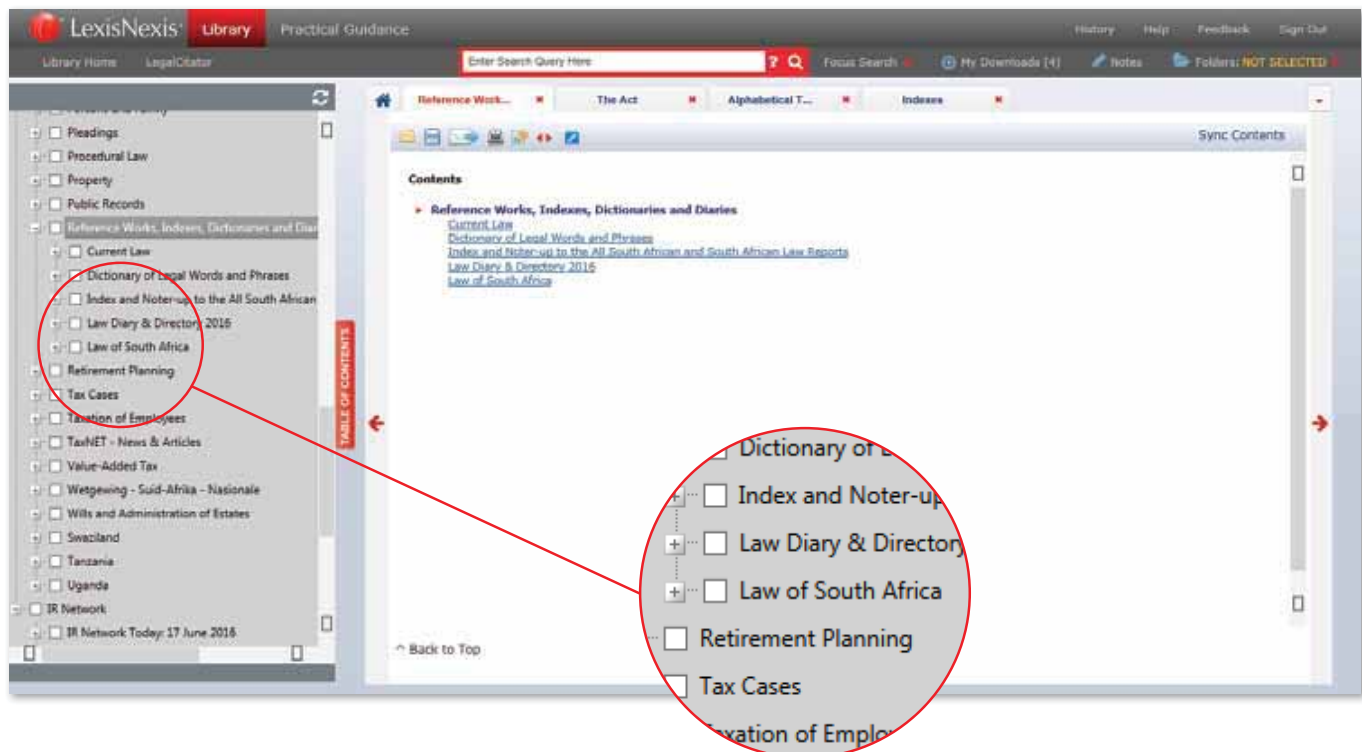 LexisNexis Library Practical Guidance
History Help Feedback Sign Out
Library Home LegalCitator
Enter Search Query Here ? Focus Search My Downloads (4) Notes Folders: NOT SELECTED
Pleadings
Procedural Law
Property
Public Records
Reference Works, Indexes, Dictionaries and Diar
Current Law
Dictionary of Legal Words and Phrases
Index and Noter-up to the All South African
Law Diary & Directory 2016
Law of South Africa
Retirement Planning
Tax Cases
Taxation of Employees
TaxNET - News & Articles
Value-Added Tax
Wetgewing - Suid-Afrika - Nasionale
Wills and Administration of Estates
Swaziland
Tanzania
Uganda
IR Network
IR Network Today: 17 June 2016
TABLE OF CONTENTS
Reference Work... The Act Alphabetical T... Indexes
Sync Contents
Contents
Reference Works, Indexes, Dictionaries and Diaries
Current Law
Dictionary of Legal Words and Phrases
Index and Noter-up to the All South African and South African Law Reports
Law Diary & Directory 2016
Law of South Africa
^ Back to Top
Dictionary of
Index and Noter-up
Law Diary & Directory
Law of South Africa
Retirement Planning
Tax Cases
Taxation of Emplo